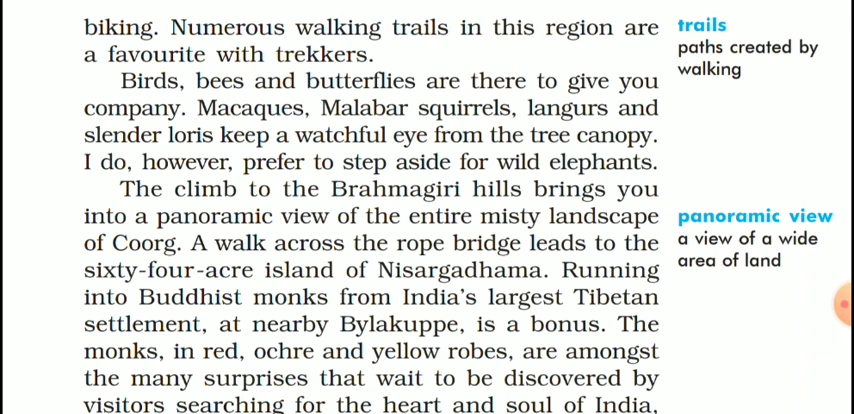 biking. Numerous walking trails in this region are
a favourite with trekkers.
Birds, bees and butterflies are there to give you
company. Macaques, Malabar squirrels, langurs and
slender loris keep a watchful eye from the tree canopy.
I do, however, prefer to step aside for wild elephants.
The climb to the Brahmagiri hills brings you
into a panoramic view of the entire misty landscape
of Coorg. A walk across the rope bridge leads to the
sixty-four-acre island of Nisargadhama. Running
into Buddhist monks from India's largest Tibetan
settlement, at nearby Bylakuppe, is a bonus. The
monks, in red, ochre and yellow robes, are amongst
the many surprises that wait to be discovered by
visitors searching for the heart and soul of India,
trails
paths created by
walking
panoramic view
a view of a wide
area of land